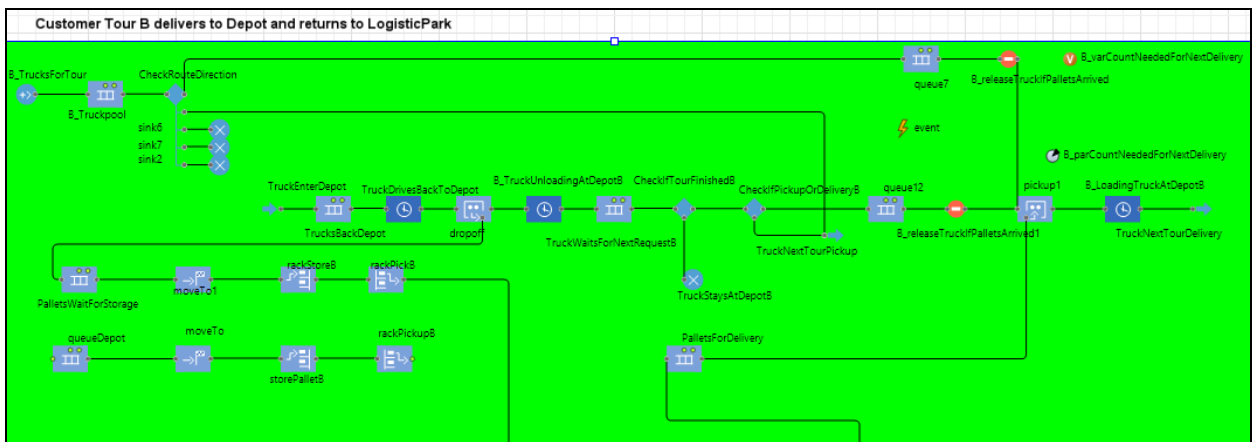 Customer Tour B delivers to Depot and returns to LogisticPark
B_TrucksForTour
CheckRouteDirection
B_Truckpool
sink6
sink7
sink2
queue7
B_releaseTruckIfPalletsArrived
V
B_varCountNeededForNextDelivery
event
B_parCountNeededForNextDelivery
TruckEnterDepot
TruckDrivesBackToDepot
B_TruckUnloadingAtDepotB
CheckIfTourFinishedB
CheckIfPickupOrDeliveryB
queue12
pickup1
B_LoadingTruckAtDepotB
TrucksBackDepot
dropoff
TruckWaitsForNextRequestB
TruckNextTourPickup
B_releaseTruckIfPalletsArrived1
TruckNextTourDelivery
rackStoreB
rackPickB
PalletsWaitForStorage
moveTo1
TruckStaysAtDepotB
queueDepot
moveTo
rackPickupB
PalletsForDelivery
storePalletB